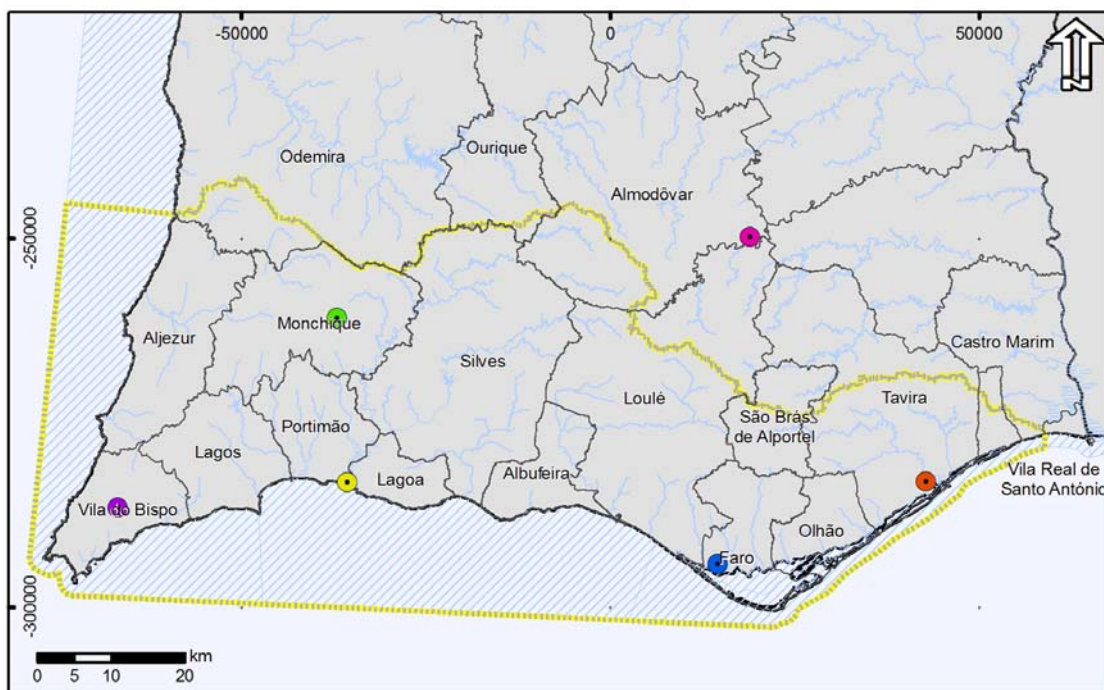 -50000
0
50000
N
Odemira
Ourique
Almodôvar
-250000
Monchique
Aljezur
Castro Marim
Silves
Loulé
Tavira
São Brás
de Alportel
Portimão
Lagos
Lagoa
Albufeira
Vila Real de
Santo António
Vila do Bispo
Olhão
Faro
-300000
km
0
5
10
20